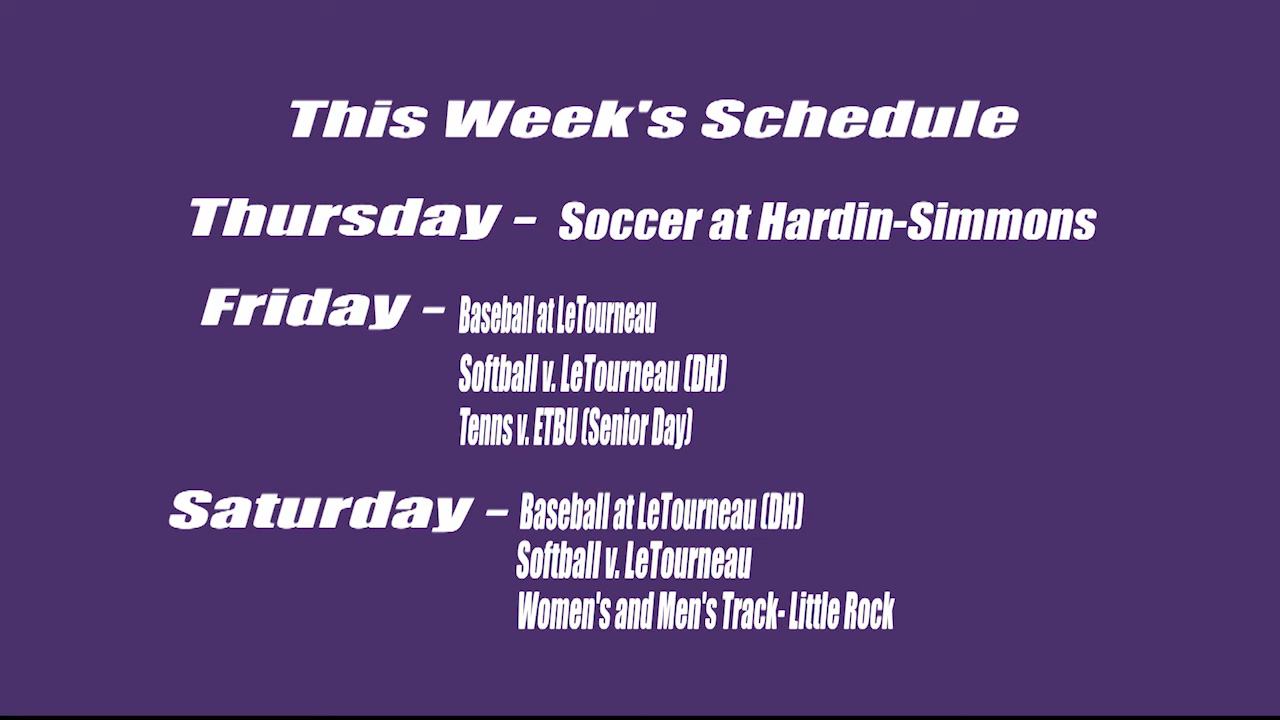 This Week's Schedule
Thursday - Soccer at Hardin-Simmons
Friday - Baseball at LeTourneau
Softball v. LeTourneau (DH)
Tenns v. ETBU (Senior Day)
Saturday - Baseball at LeTourneau (DH)
Softball v. LeTourneau
Women's and Men's Track- Little Rock